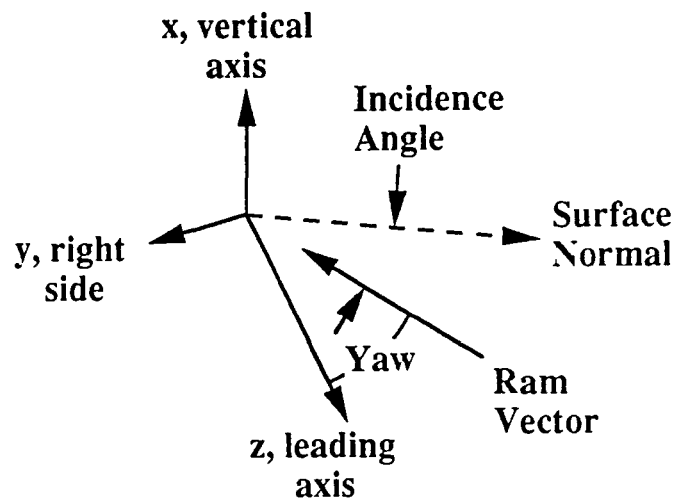 x, vertical
axis
Incidence
Angle
Surface
Normal
y, right
side
Yaw
Ram
Vector
z, leading
axis